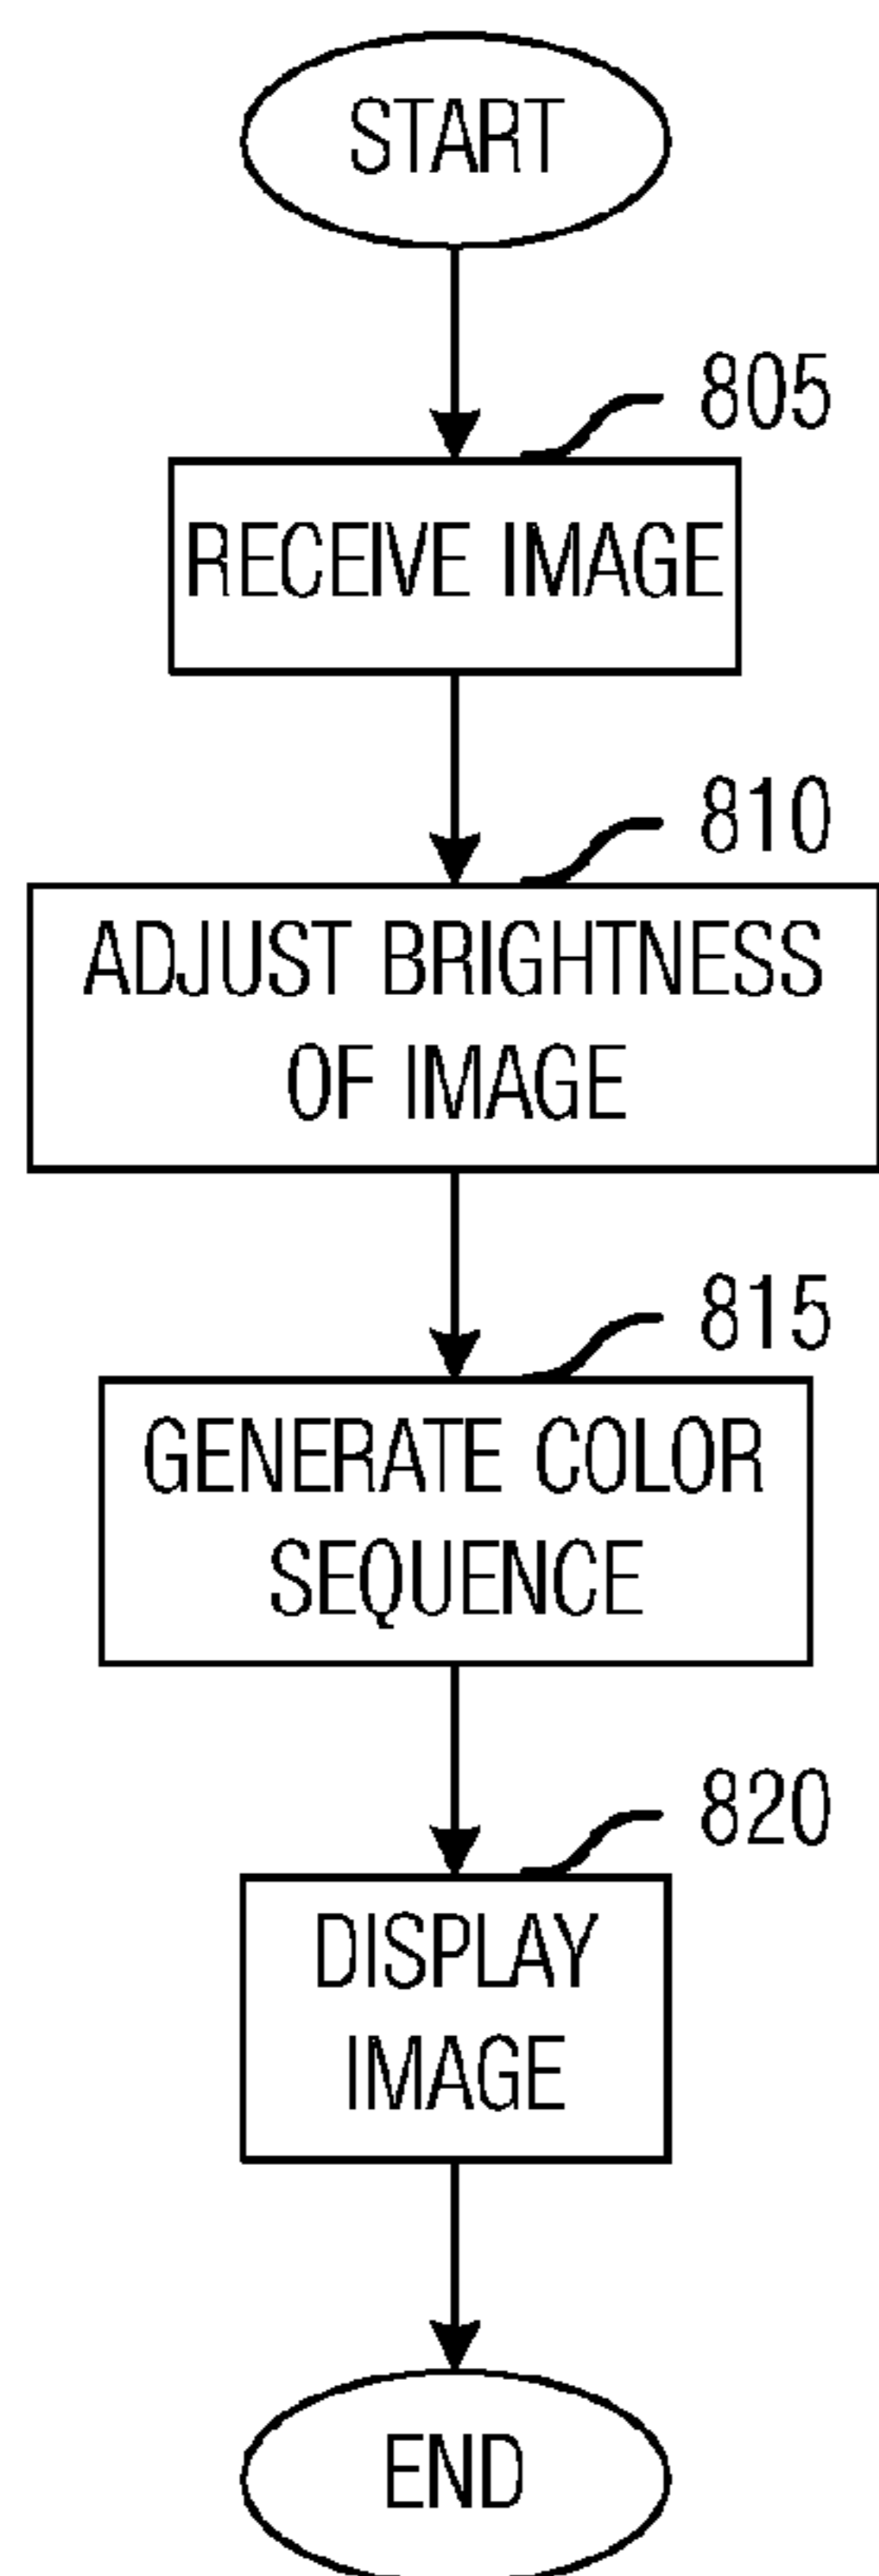 START
805
RECEIVE IMAGE
810
ADJUST BRIGHTNESS
OF IMAGE
815
GENERATE COLOR
SEQUENCE
820
DISPLAY
IMAGE
END